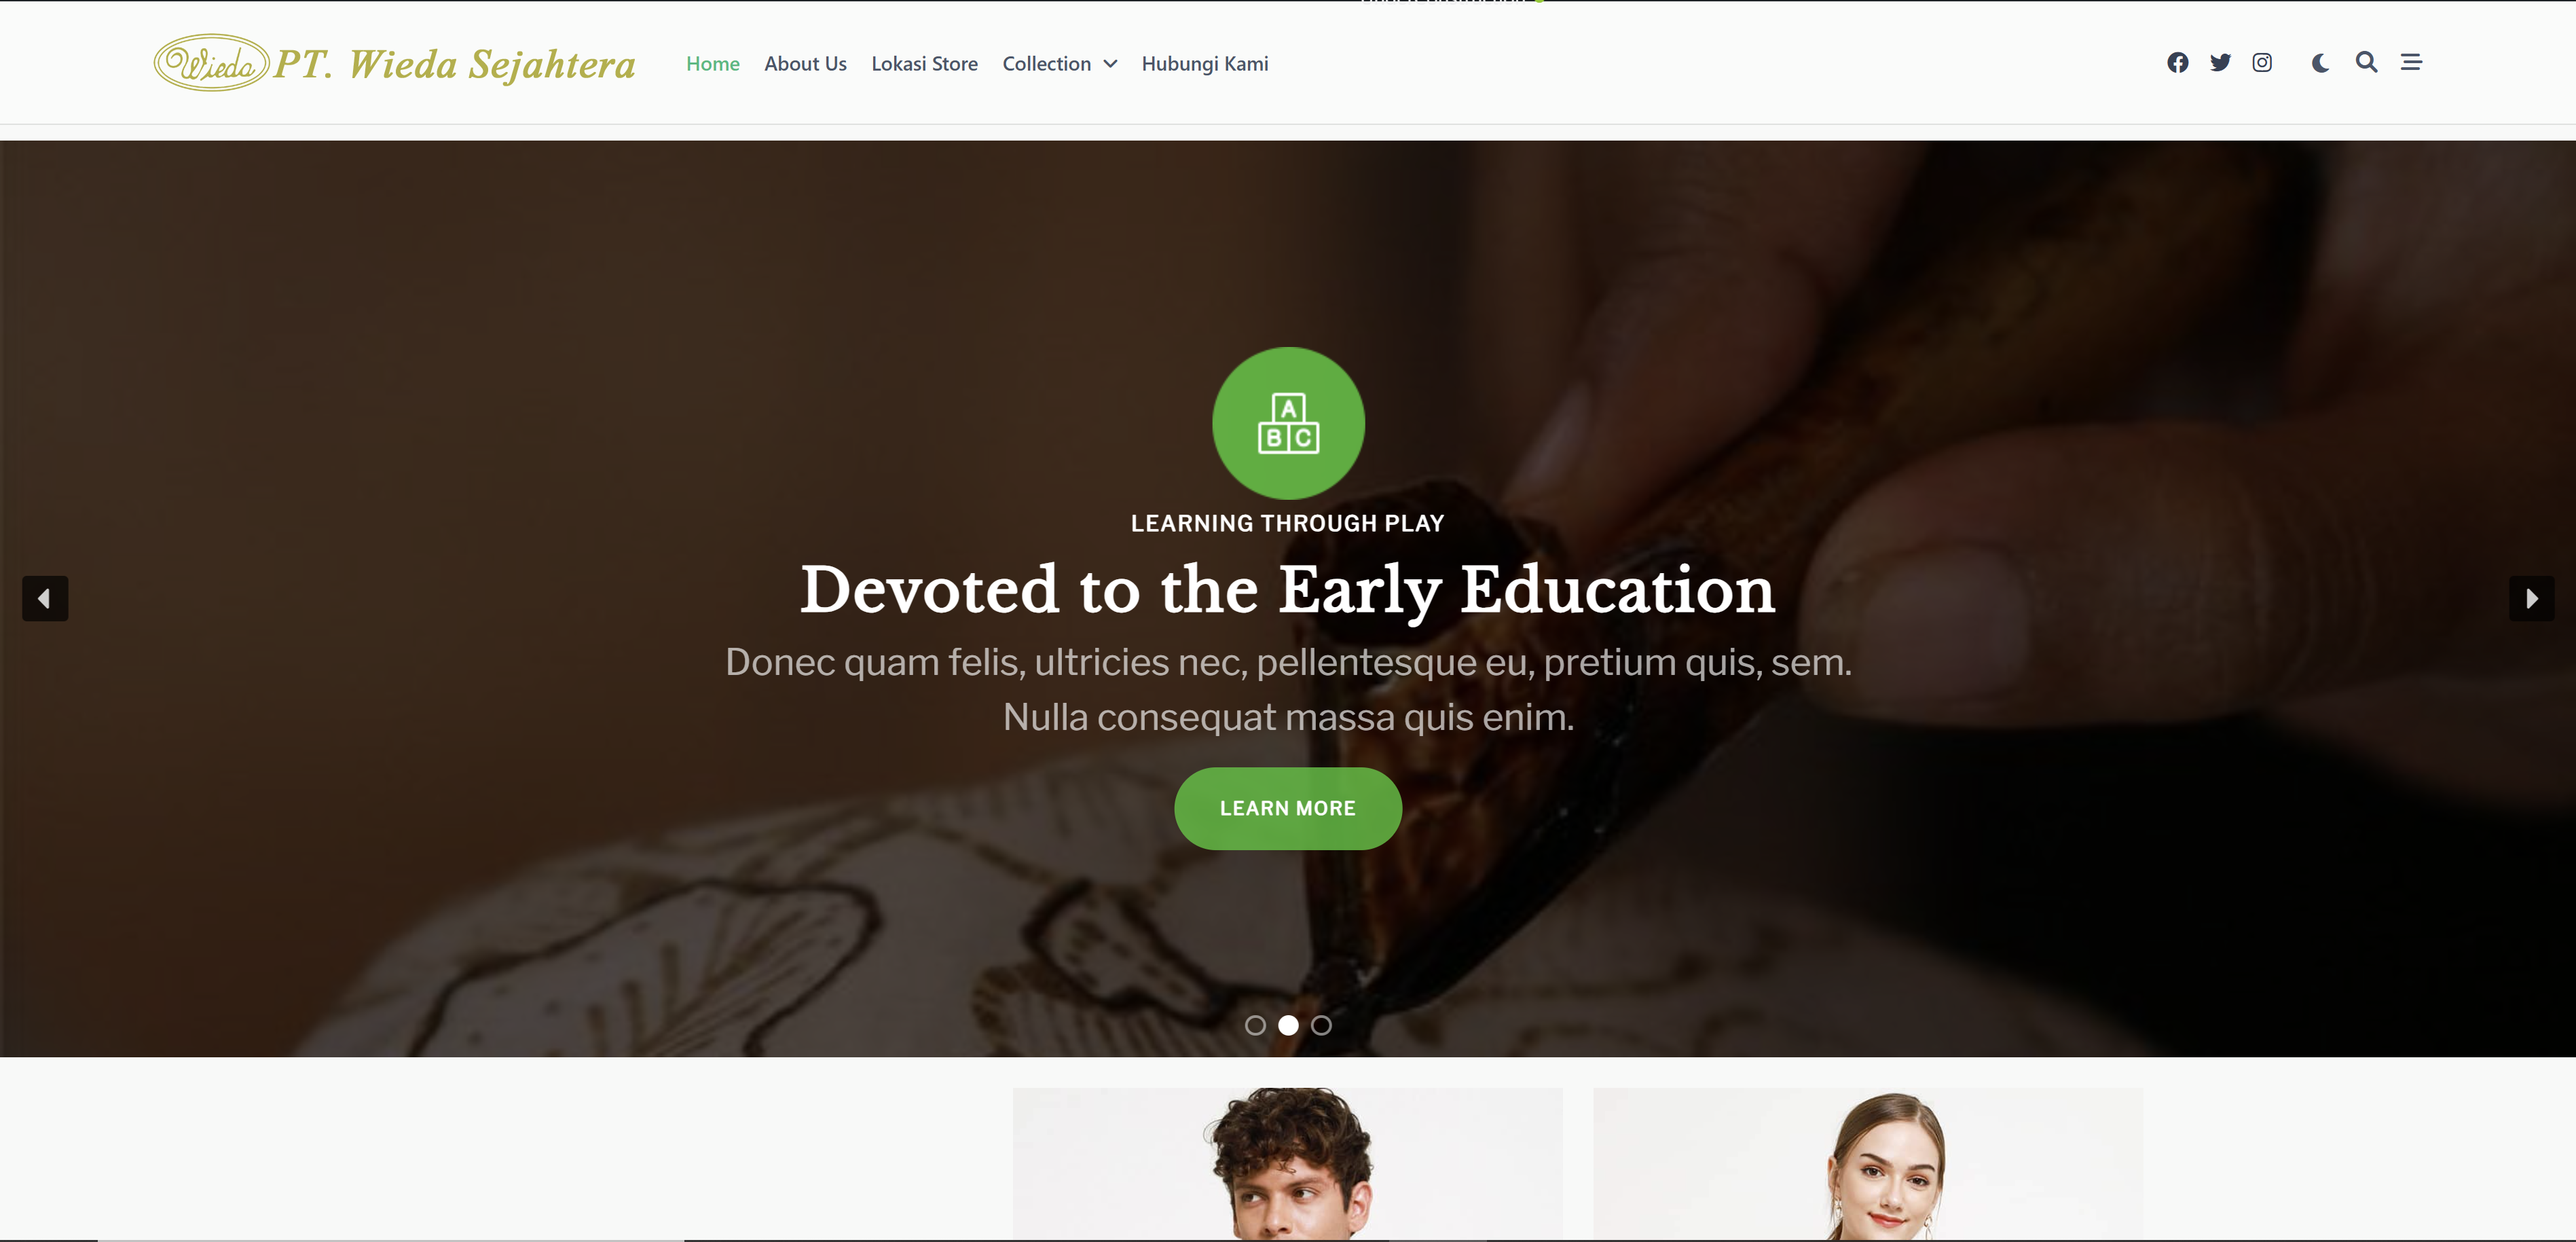 Wieda PT. Wieda Sejahtera
Home About Us Lokasi Store Collection Hubungi Kami
A
B C
LEARNING THROUGH PLAY
Devoted to the Early Education
Donec quam felis, ultricies nec, pellentesque eu, pretium quis, sem.
Nulla consequat massa quis enim.
LEARN MORE